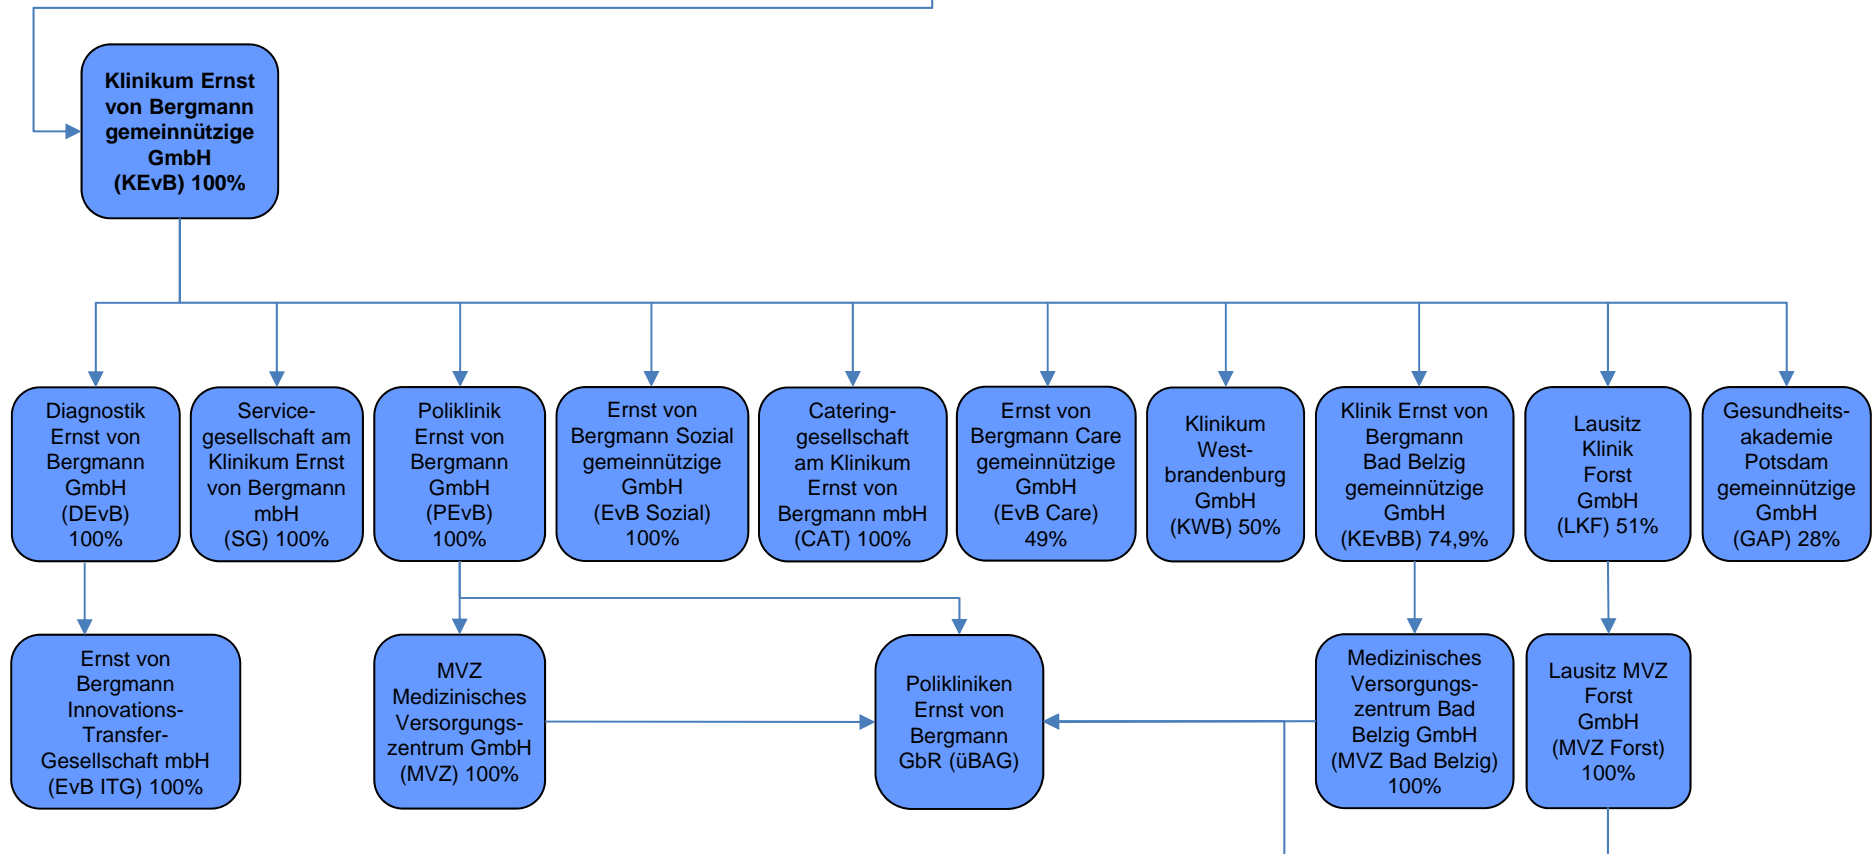 Klinikum Ernst
von Bergmann
gemeinnützige
GmbH
(KEvB) 100%
Diagnostik
Ernst von
Bergmann
GmbH
(DEvB)
100%
Service-
gesellschaft am
Klinikum Ernst
von Bergmann
mbH
(SG) 100%
Poliklinik
Ernst von
Bergmann
GmbH
(PEvB)
100%
Ernst von
Bergmann Sozial
gemeinnützige
GmbH
(EvB Sozial)
100%
Catering-
gesellschaft
am Klinikum
Ernst von
Bergmann mbH
(CAT) 100%
Ernst von
Bergmann Care
gemeinnützige
GmbH
(EvB Care)
49%
Klinikum
West-
brandenburg
GmbH
(KWB) 50%
Klinik Ernst von
Bergmann
Bad Belzig
gemeinnützige
GmbH
(KEvBB) 74,9%
Lausitz
Klinik
Forst
GmbH
(LKF) 51%
Gesundheits-
akademie
Potsdam
gemeinnützige
GmbH
(GAP) 28%
Ernst von
Bergmann
Innovations-
Transfer-
Gesellschaft mbH
(EvB ITG) 100%
MVZ
Medizinisches
Versorgungs-
zentrum GmbH
(MVZ) 100%
Polikliniken
Ernst von
Bergmann
GbR (üBAG)
Medizinisches
Versorgungs-
zentrum Bad
Belzig GmbH
(MVZ Bad Belzig)
100%
Lausitz MVZ
Forst
GmbH
(MVZ Forst)
100%